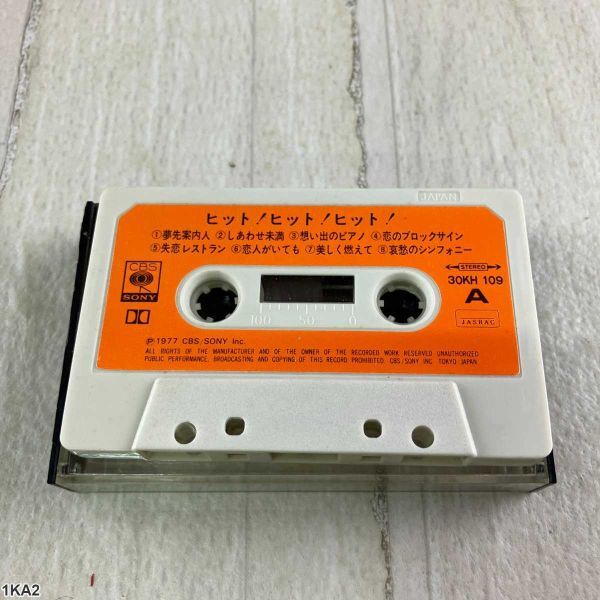 JAPAN
ヒット!ヒット!ヒット!
①夢先案内人 ②しあわせ未満 ③想い出のピアノ ④恋のブロックサイン
⑤失恋レストラン ⑥恋人がいても ⑦美しく燃えて ⑧哀愁のシンフォニー
CBS
SONY
STEREO
30KH 109
A
JASRAC
100 50 0
Ⓟ1977 CBS/SONY Inc.
ALL RIGHTS OF THE MANUFACTURER AND OF THE OWNER OF THE RECORDED WORK RESERVED UNAUTHORIZED
PUBLIC PERFORMANCE, BROADCASTING AND COPYING OF THIS RECORD PROHIBITED. CBS/SONY INC TOKYO JAPAN
1KA2